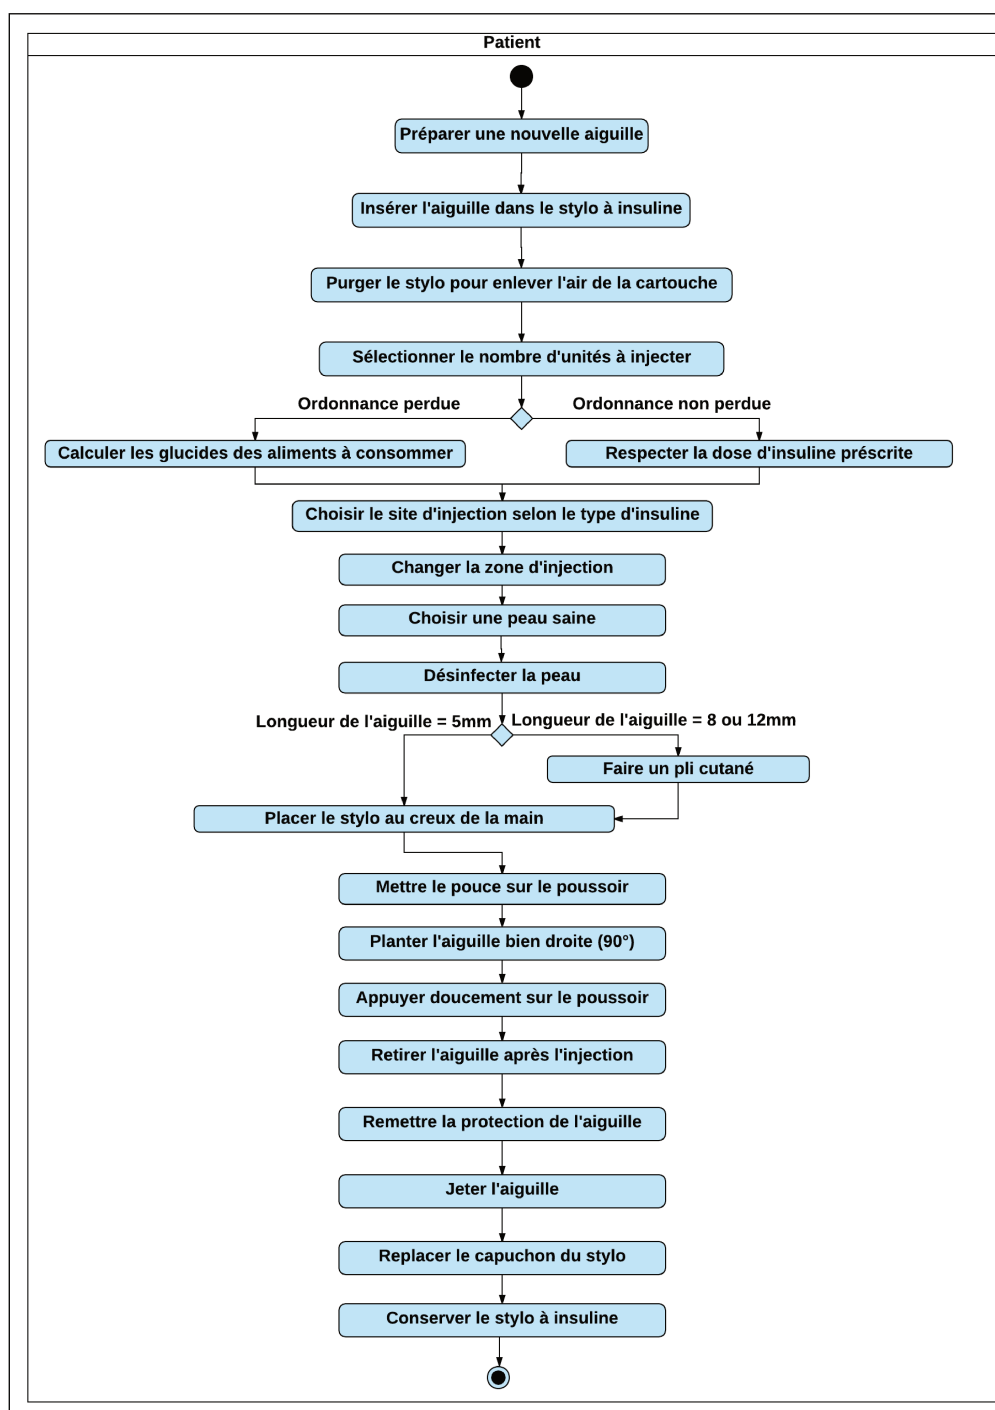 Patient
Préparer une nouvelle aiguille
Insérer l'aiguille dans le stylo à insuline
Purger le stylo pour enlever l'air de la cartouche
Sélectionner le nombre d'unités à injecter
Ordonnance perdue
Ordonnance non perdue
Calculer les glucides des aliments à consommer
Respecter la dose d'insuline préscrite
Choisir le site d'injection selon le type d'insuline
Changer la zone d'injection
Choisir une peau saine
Désinfecter la peau
Longueur de l'aiguille = 5mm
Longueur de l'aiguille = 8 ou 12mm
Faire un pli cutané
Placer le stylo au creux de la main
Mettre le pouce sur le poussoir
Planter l'aiguille bien droite (90°)
Appuyer doucement sur le poussoir
Retirer l'aiguille après l'injection
Remettre la protection de l'aiguille
Jeter l'aiguille
Replacer le capuchon du stylo
Conserver le stylo à insuline